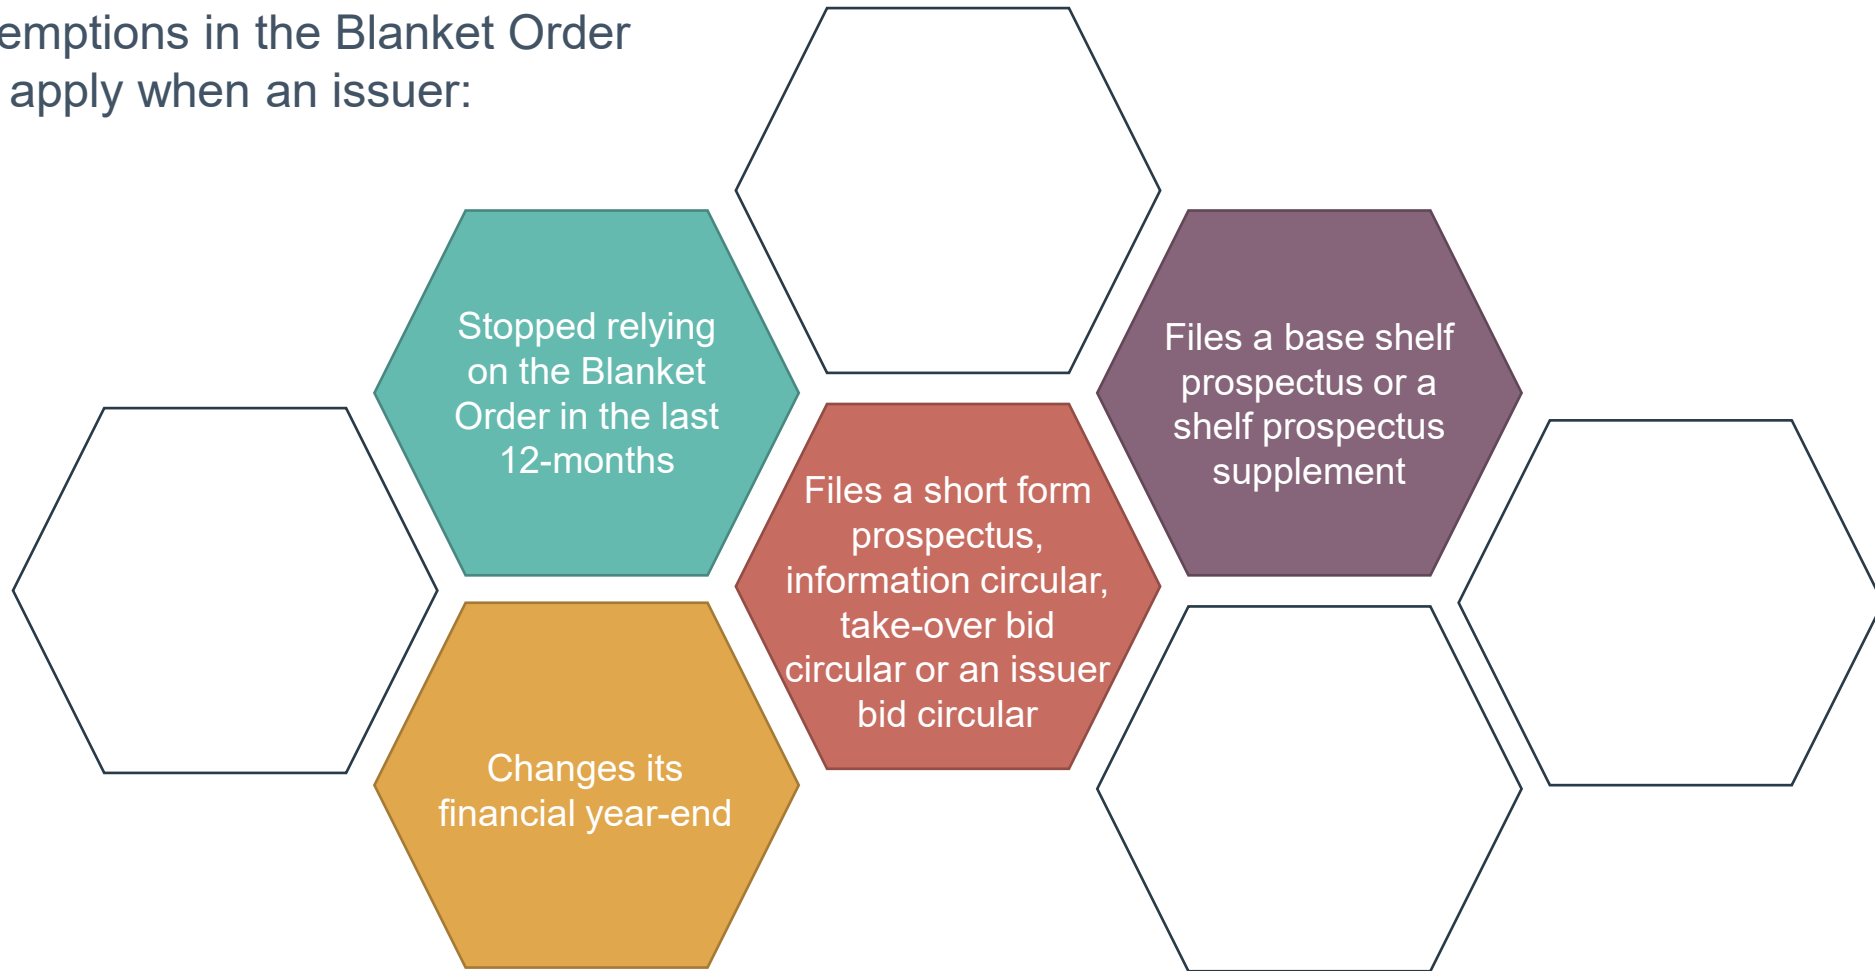 emptions in the Blanket Order
apply when an issuer:
Stopped relying
on the Blanket
Order in the last
12-months
Files a short form
prospectus,
information circular,
take-over bid
circular or an issuer
bid circular
Files a base shelf
prospectus or a
shelf prospectus
supplement
Changes its
financial year-end